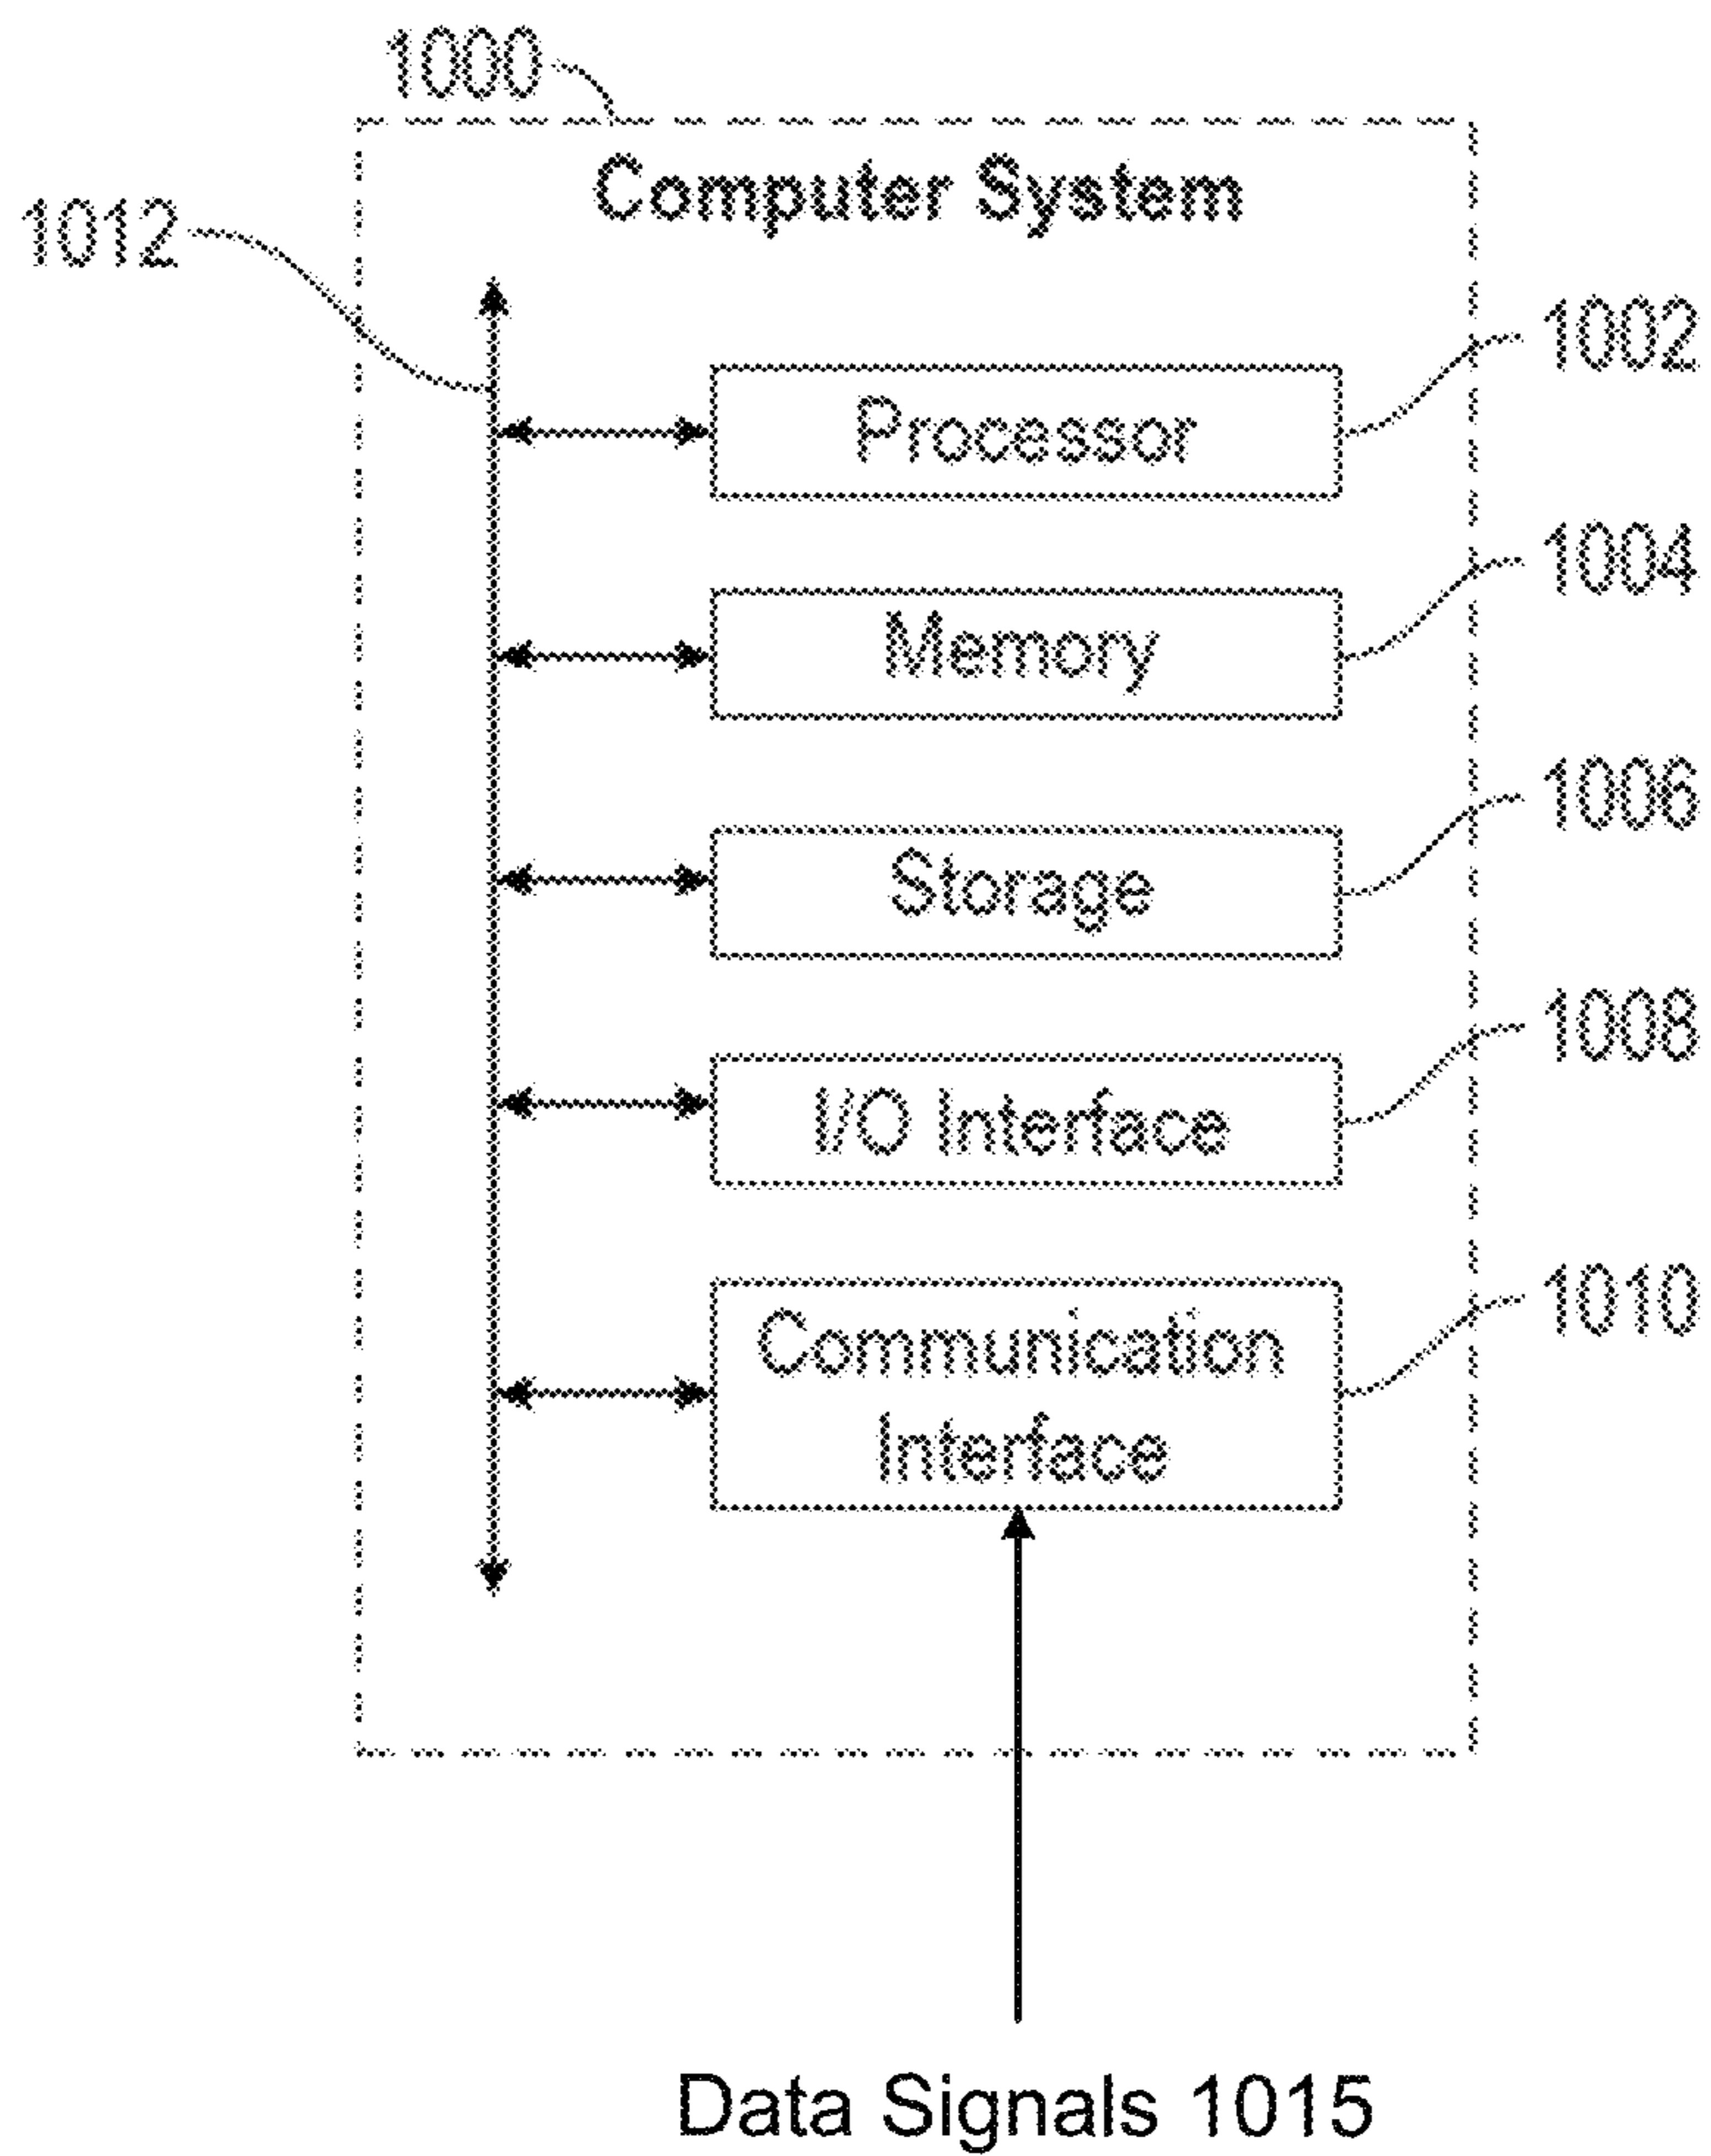 1000
Computer System
1012
1002
Processor
1004
Memory
1006
Storage
1008
I/O Interface
1010
Communication
Interface
Data Signals 1015